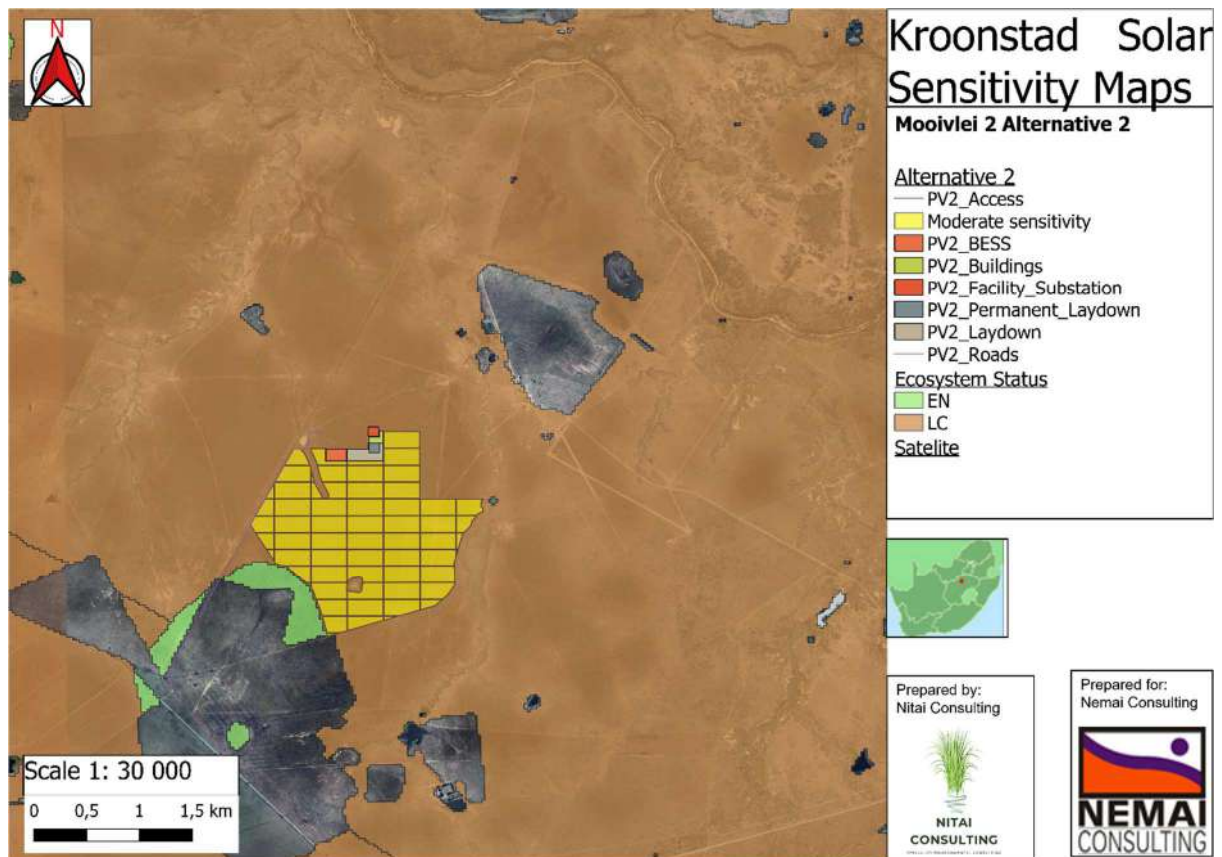 N
Kroonstad Solar
Sensitivity Maps
Mooivlei 2 Alternative 2
Alternative 2
PV2_Access
Moderate sensitivity
PV2_BESS
PV2_Buildings
PV2_Facility_Substation
PV2_Permanent_Laydown
PV2_Laydown
PV2_Roads
Ecosystem Status
EN
LC
Satelite
Scale 1: 30 000
0 0,5 1 1,5 km
Prepared by:
Nitai Consulting
NITAI
CONSULTING
Prepared for:
Nemai Consulting
NEMAI
CONSULTING